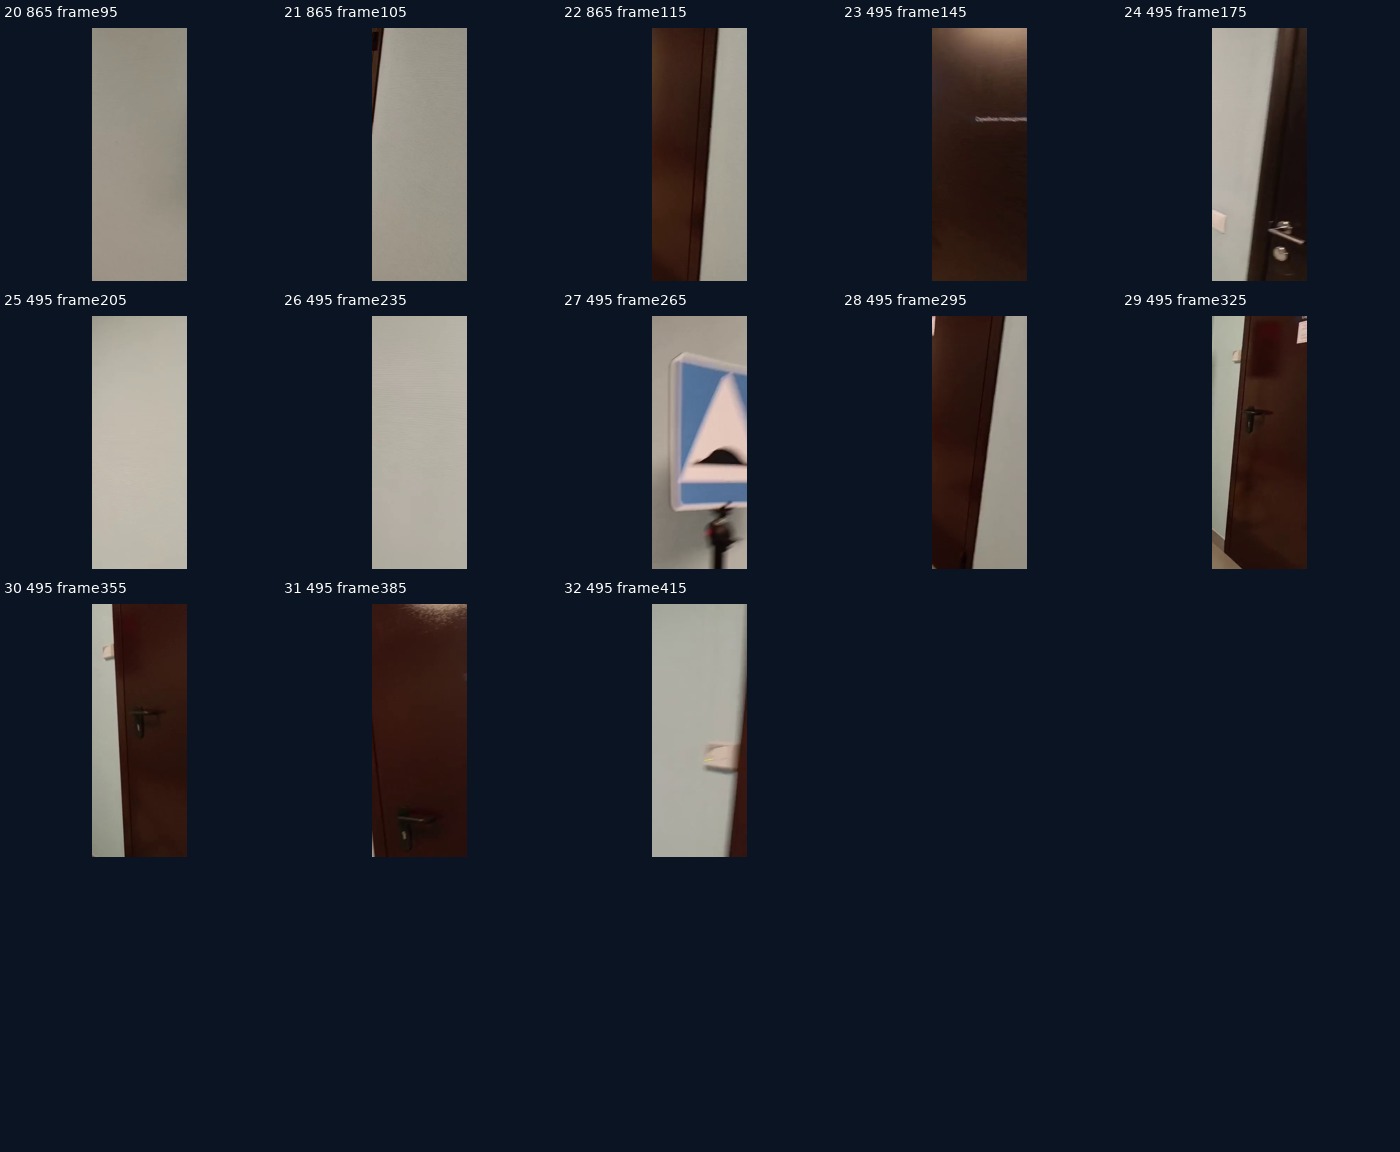 20 865 frame95
21 865 frame105
22 865 frame115
23 495 frame145
24 495 frame175
Служебное помещение
25 495 frame205
26 495 frame235
27 495 frame265
28 495 frame295
29 495 frame325
30 495 frame355
31 495 frame385
32 495 frame415